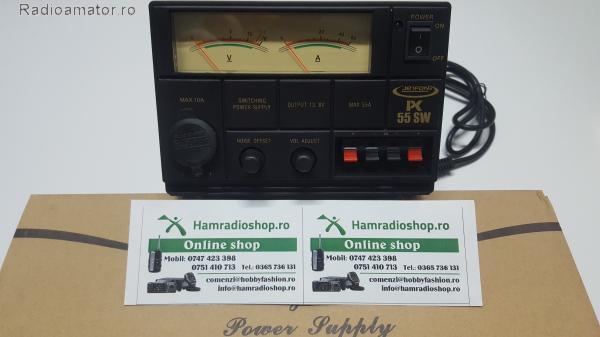 Radioamator.ro
POWER
ON
OFF
V
A
JETFON
PC
55 SW
MAX 10A
SWITCHING
POWER SUPPLY
OUTPUT 13.8V
MAX 55A
NOISE OFFSET
VOL ADJUST
Hamradioshop.ro
Online shop
Mobil: 0747 423 398
0751 410 713 Tel.: 0365 736 131
comenzi@hobbyfashion.ro
info@hamradioshop.ro
Hamradioshop.ro
Online shop
Mobil: 0747 423 398
0751 410 713 Tel.: 0365 736 131
comenzi@hobbyfashion.ro
info@hamradioshop.ro
Power Supply